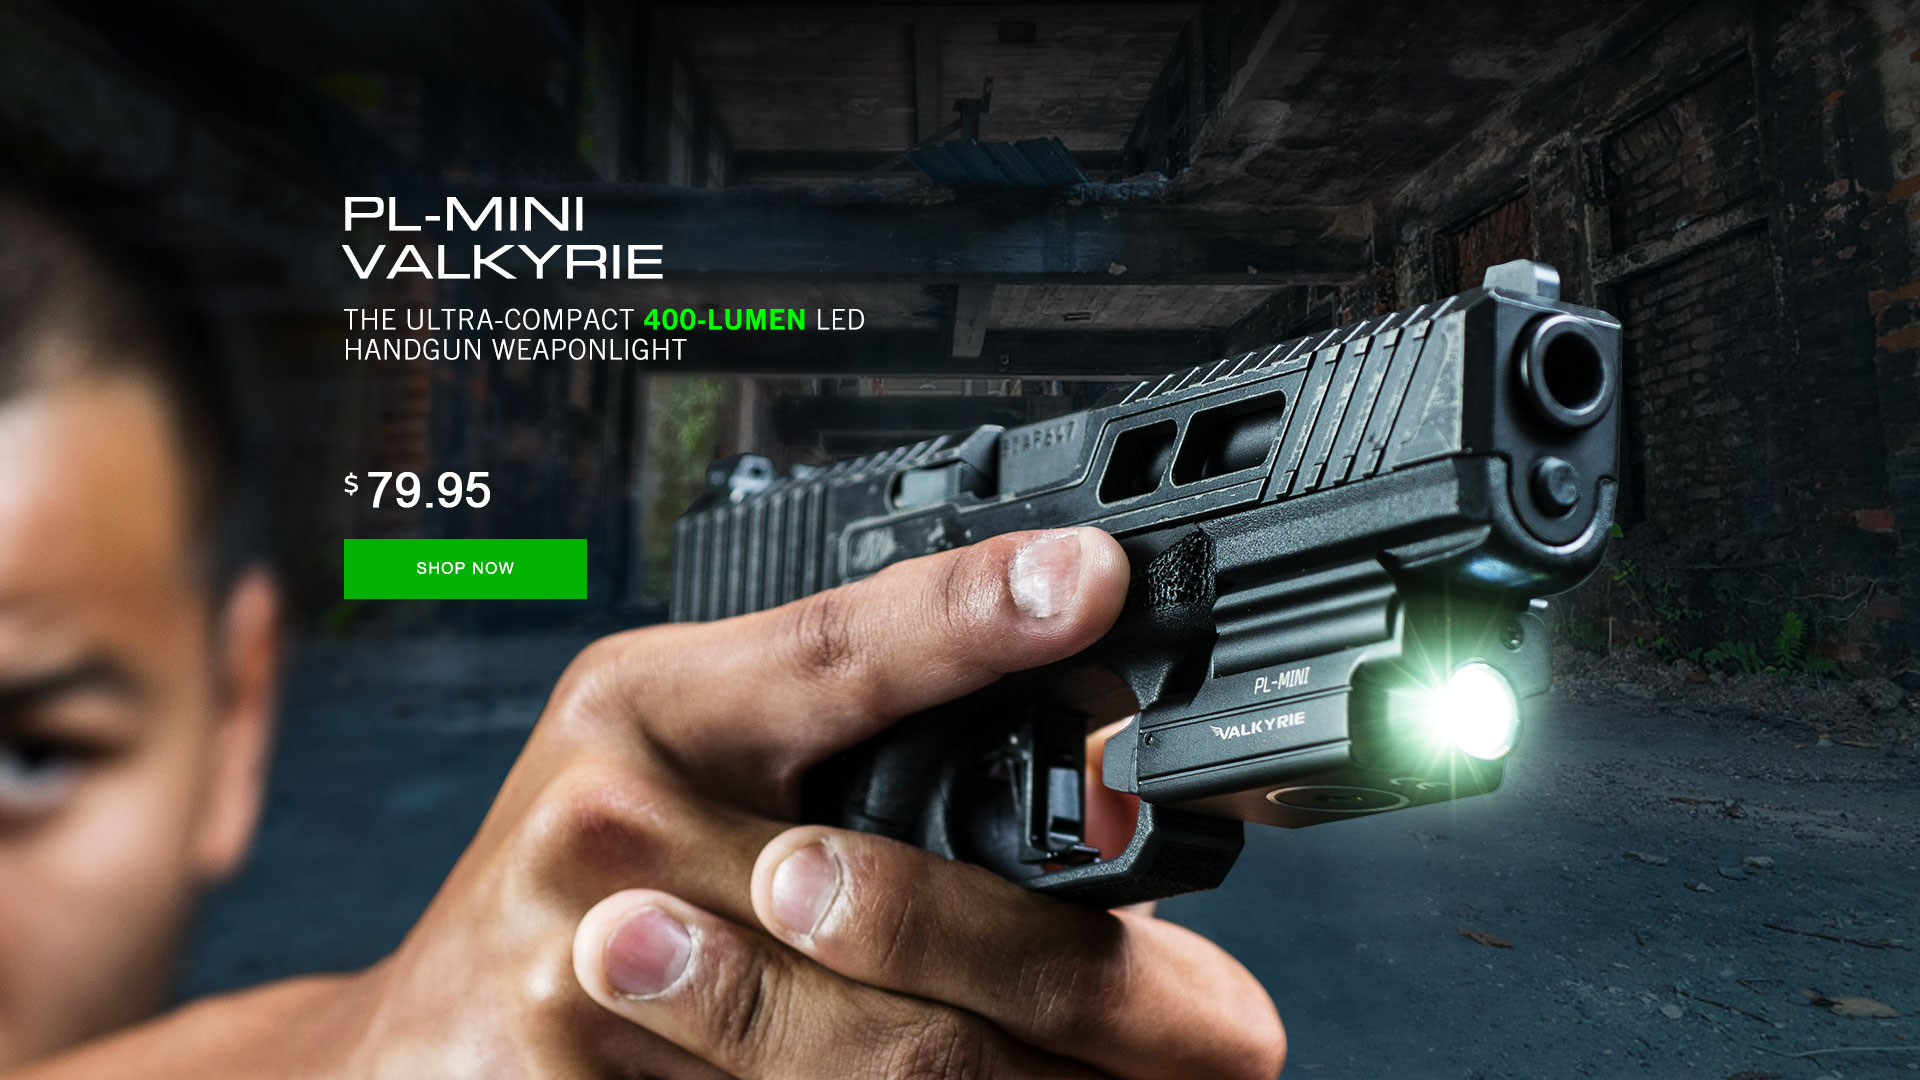 PL-MINI
VALKYRIE
THE ULTRA-COMPACT 400-LUMEN LED
HANDGUN WEAPONLIGHT
$79.95
SHOP NOW
PL-MINI
VALKYRIE